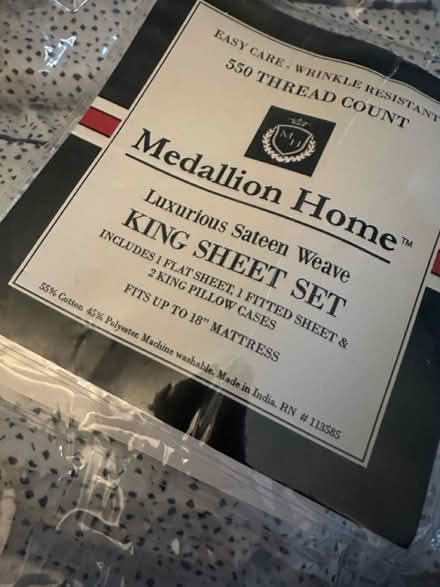 EASY CARE - WRINKLE RESISTANT
550 THREAD COUNT
MH
Medallion Home™
Luxurious Sateen Weave
KING SHEET SET
INCLUDES 1 FLAT SHEET, 1 FITTED SHEET &
2 KING PILLOW CASES
FITS UP TO 18" MATTRESS
55% Cotton 45% Polyester. Machine washable. Made in India. RN # 113585